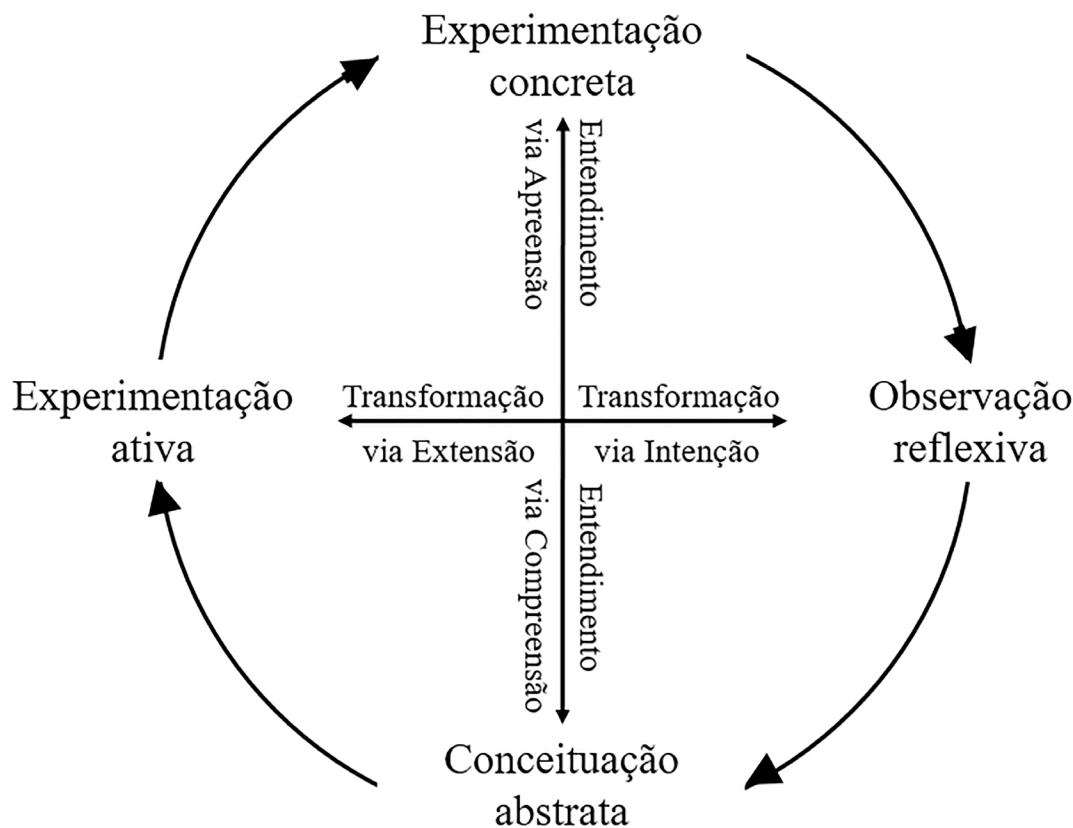 Experimentação
concreta
Entendimento
via Apreensão
Experimentação
ativa
Transformação
via Extensão
Transformação
via Intenção
Observação
reflexiva
Entendimento
via Compreensão
Conceituação
abstrata